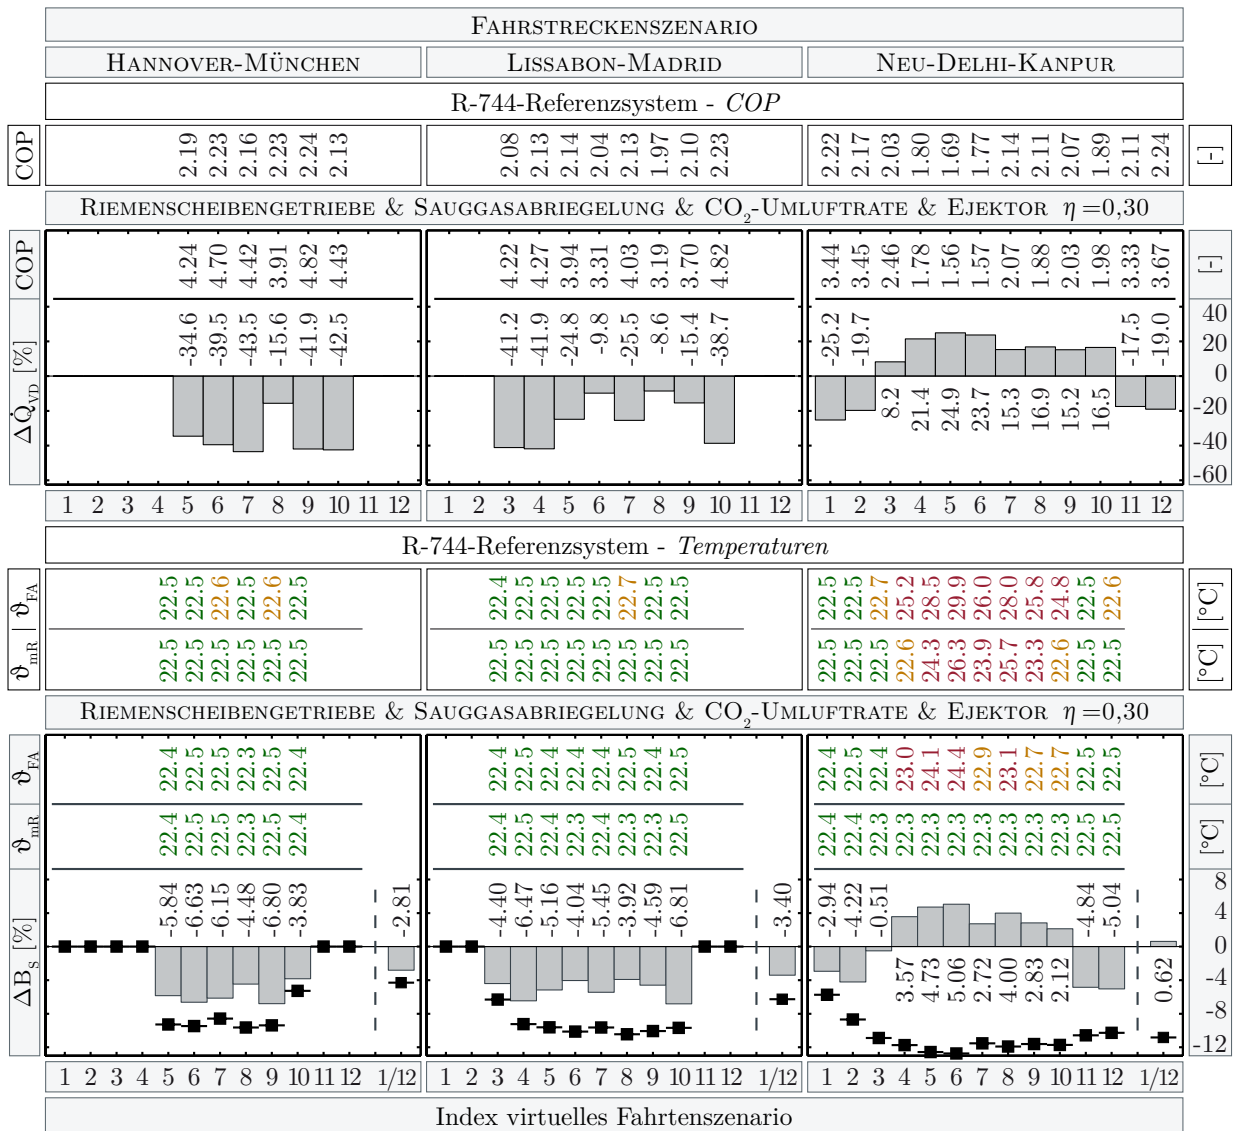 FAHRSTRECKENSZENARIO
HANNOVER-MÜNCHEN LISSABON-MADRID NEU-DELHI-KANPUR
R-744-Referenzsystem - COP
COP 2.19 2.23 2.16 2.23 2.24 2.13 2.08 2.13 2.14 2.04 2.13 1.97 2.10 2.23 2.22 2.17 2.03 1.80 1.69 1.77 2.14 2.11 2.07 1.89 2.11 2.24 [-]
RIEMENSCHEIBENGETRIEBE & SAUGGASABRIEGELUNG & CO2-UMLUFTRATE & EJEKTOR η =0,30
COP 4.24 4.70 4.42 3.91 4.82 4.43 4.22 4.27 3.94 3.31 4.03 3.19 3.70 4.82 3.44 3.45 2.46 1.78 1.56 1.57 2.07 1.88 2.03 1.98 3.33 3.67 [-]
ΔQ̇VD [%] -34.6 -39.5 -43.5 -15.6 -41.9 -42.5 -41.2 -41.9 -24.8 -9.8 -25.5 -8.6 -15.4 -38.7 -25.2 -19.7 8.2 21.4 24.9 23.7 15.3 16.9 15.2 16.5 -17.5 -19.0
40
20
0
-20
-40
-60
1 2 3 4 5 6 7 8 9 10 11 12 1 2 3 4 5 6 7 8 9 10 11 12 1 2 3 4 5 6 7 8 9 10 11 12
R-744-Referenzsystem - Temperaturen
ϑmR | ϑFA [°C] | [°C]
22.5 22.5 22.6 22.5 22.6 22.5 22.4 22.5 22.5 22.5 22.5 22.7 22.5 22.5 22.5 22.5 22.7 25.2 28.5 29.9 26.0 28.0 25.8 24.8 22.5 22.6
22.5 22.5 22.5 22.5 22.5 22.5 22.5 22.5 22.5 22.5 22.5 22.5 22.5 22.5 22.5 22.5 22.5 22.6 24.3 26.3 23.9 25.7 23.3 22.6 22.5 22.5
RIEMENSCHEIBENGETRIEBE & SAUGGASABRIEGELUNG & CO2-UMLUFTRATE & EJEKTOR η =0,30
ϑFA 22.4 22.5 22.5 22.3 22.5 22.4 22.4 22.5 22.4 22.4 22.4 22.5 22.4 22.5 22.4 22.5 22.4 23.0 24.1 24.4 22.9 23.1 22.7 22.7 22.5 22.5 [°C]
ϑmR 22.4 22.5 22.5 22.3 22.5 22.4 22.4 22.5 22.4 22.3 22.4 22.3 22.3 22.5 22.4 22.4 22.3 22.3 22.3 22.3 22.3 22.3 22.3 22.3 22.5 22.5 [°C]
ΔBS [%] -5.84 -6.63 -6.15 -4.48 -6.80 -3.83 -2.81 -4.40 -6.47 -5.16 -4.04 -5.45 -3.92 -4.59 -6.81 -3.40 -2.94 -4.22 -0.51 3.57 4.73 5.06 2.72 4.00 2.83 2.12 -4.84 -5.04 0.62
8
4
0
-4
-8
-12
1 2 3 4 5 6 7 8 9 10 11 12 1/12 1 2 3 4 5 6 7 8 9 10 11 12 1/12 1 2 3 4 5 6 7 8 9 10 11 12 1/12
Index virtuelles Fahrtenszenario